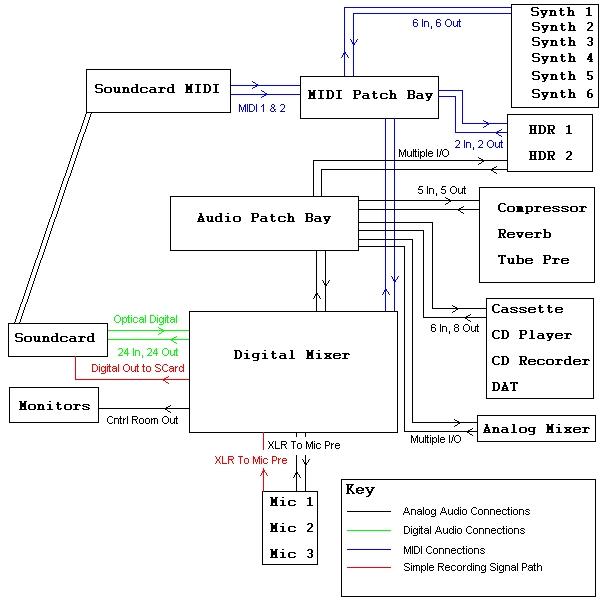 6 In, 6 Out
Synth 1
Synth 2
Synth 3
Synth 4
Synth 5
Synth 6
Soundcard MIDI
MIDI 1 & 2
MIDI Patch Bay
HDR 1
2 In, 2 Out
HDR 2
Multiple I/O
5 In, 5 Out
Compressor
Reverb
Tube Pre
Audio Patch Bay
Cassette
6 In, 8 Out
CD Player
CD Recorder
DAT
Optical Digital
Soundcard
24 In, 24 Out
Digital Mixer
Digital Out to SCard
Monitors
Cntrl Room Out
Analog Mixer
Multiple I/O
XLR To Mic Pre
XLR To Mic Pre
Mic 1
Mic 2
Mic 3
Key
Analog Audio Connections
Digital Audio Connections
MIDI Connections
Simple Recording Signal Path